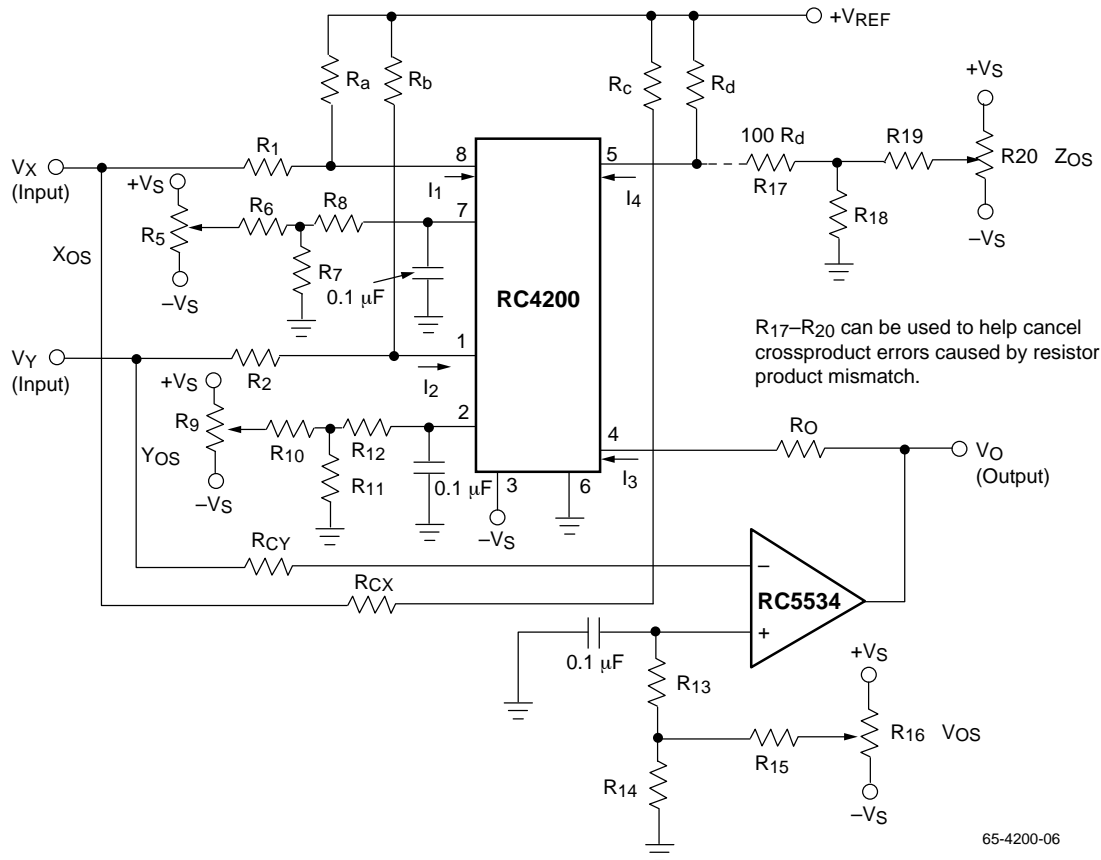 +VREF
Ra
Rb
Rc
Rd
+VS
VX
(Input)
R1
8
5
100 Rd
R17
R19
R20 ZOS
I1
I4
R18
–VS
+VS
R5
R6
R8
7
XOS
–VS
R7
0.1 μF
RC4200
R17–R20 can be used to help cancel
crossproduct errors caused by resistor
product mismatch.
VY
(Input)
R2
1
I2
+VS
R9
2
R10
R12
YOS
–VS
R11
0.1 μF
3
–VS
6
4
I3
RO
VO
(Output)
RCY
RCX
–
RC5534
+
0.1 μF
R13
+VS
R16 VOS
R15
R14
–VS
65-4200-06